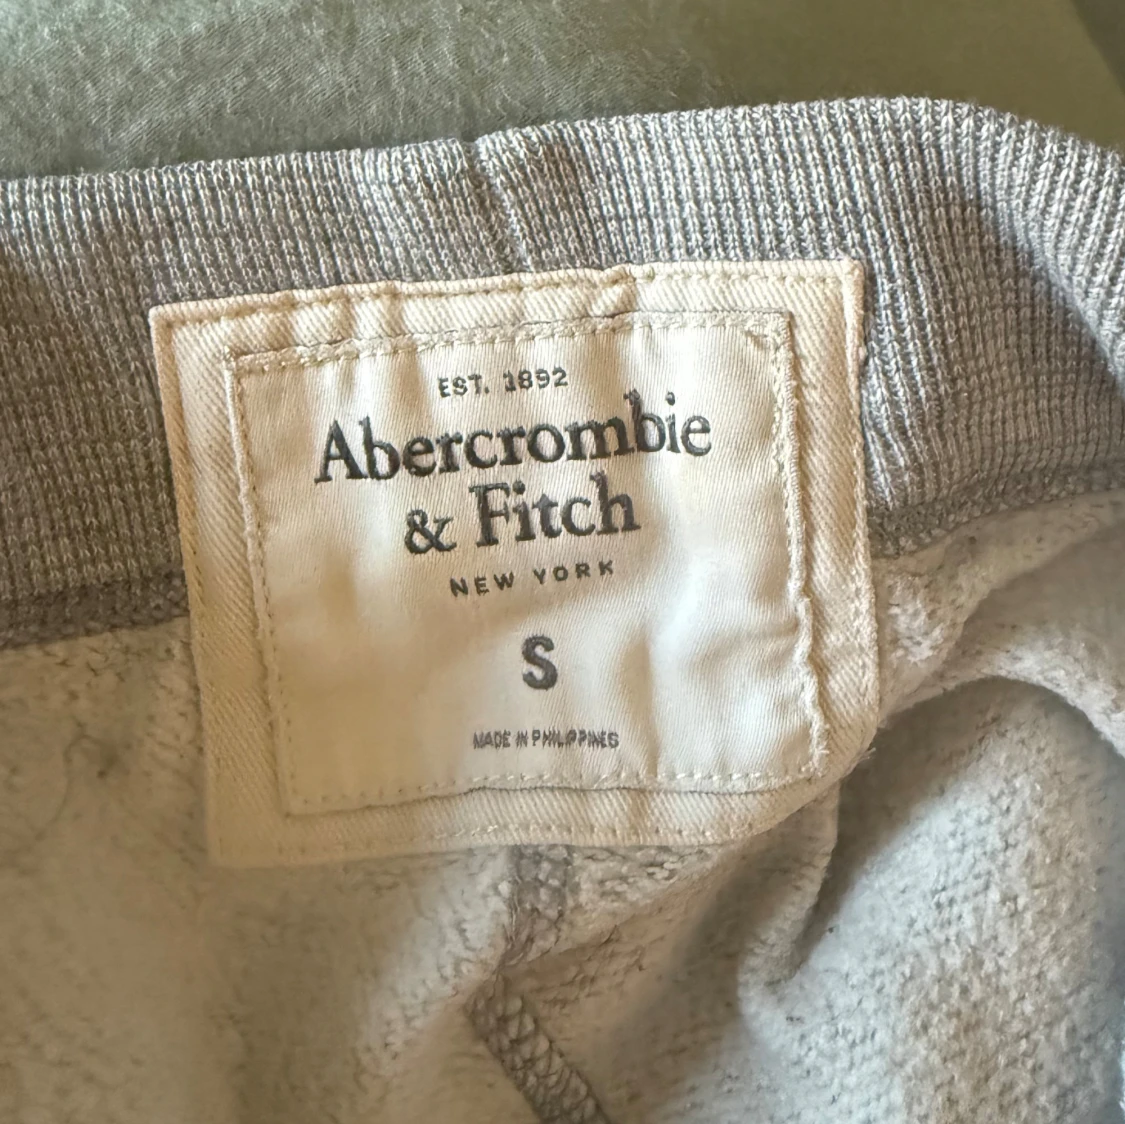 EST. 1892
Abercrombie
& Fitch
NEW YORK
S
MADE IN PHILIPPINES